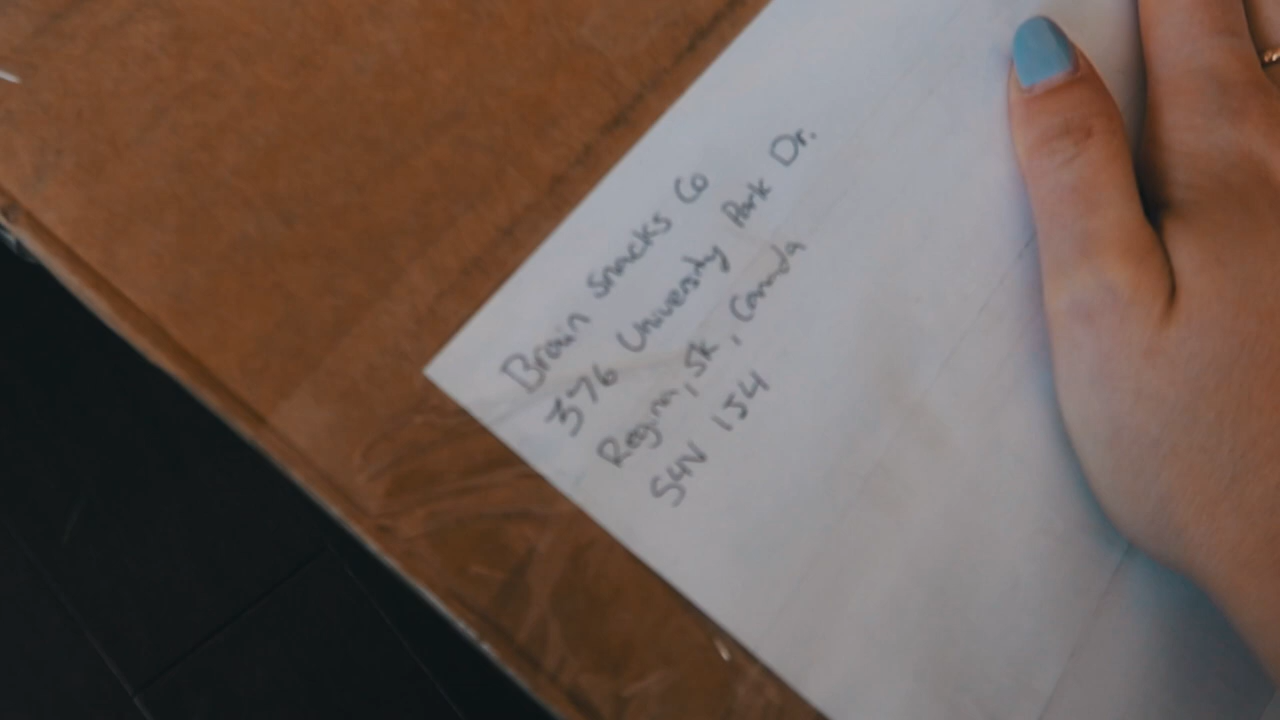 Brain snacks Co
376 University Park Dr.
Regina, SK, Canada
S4V 1S4